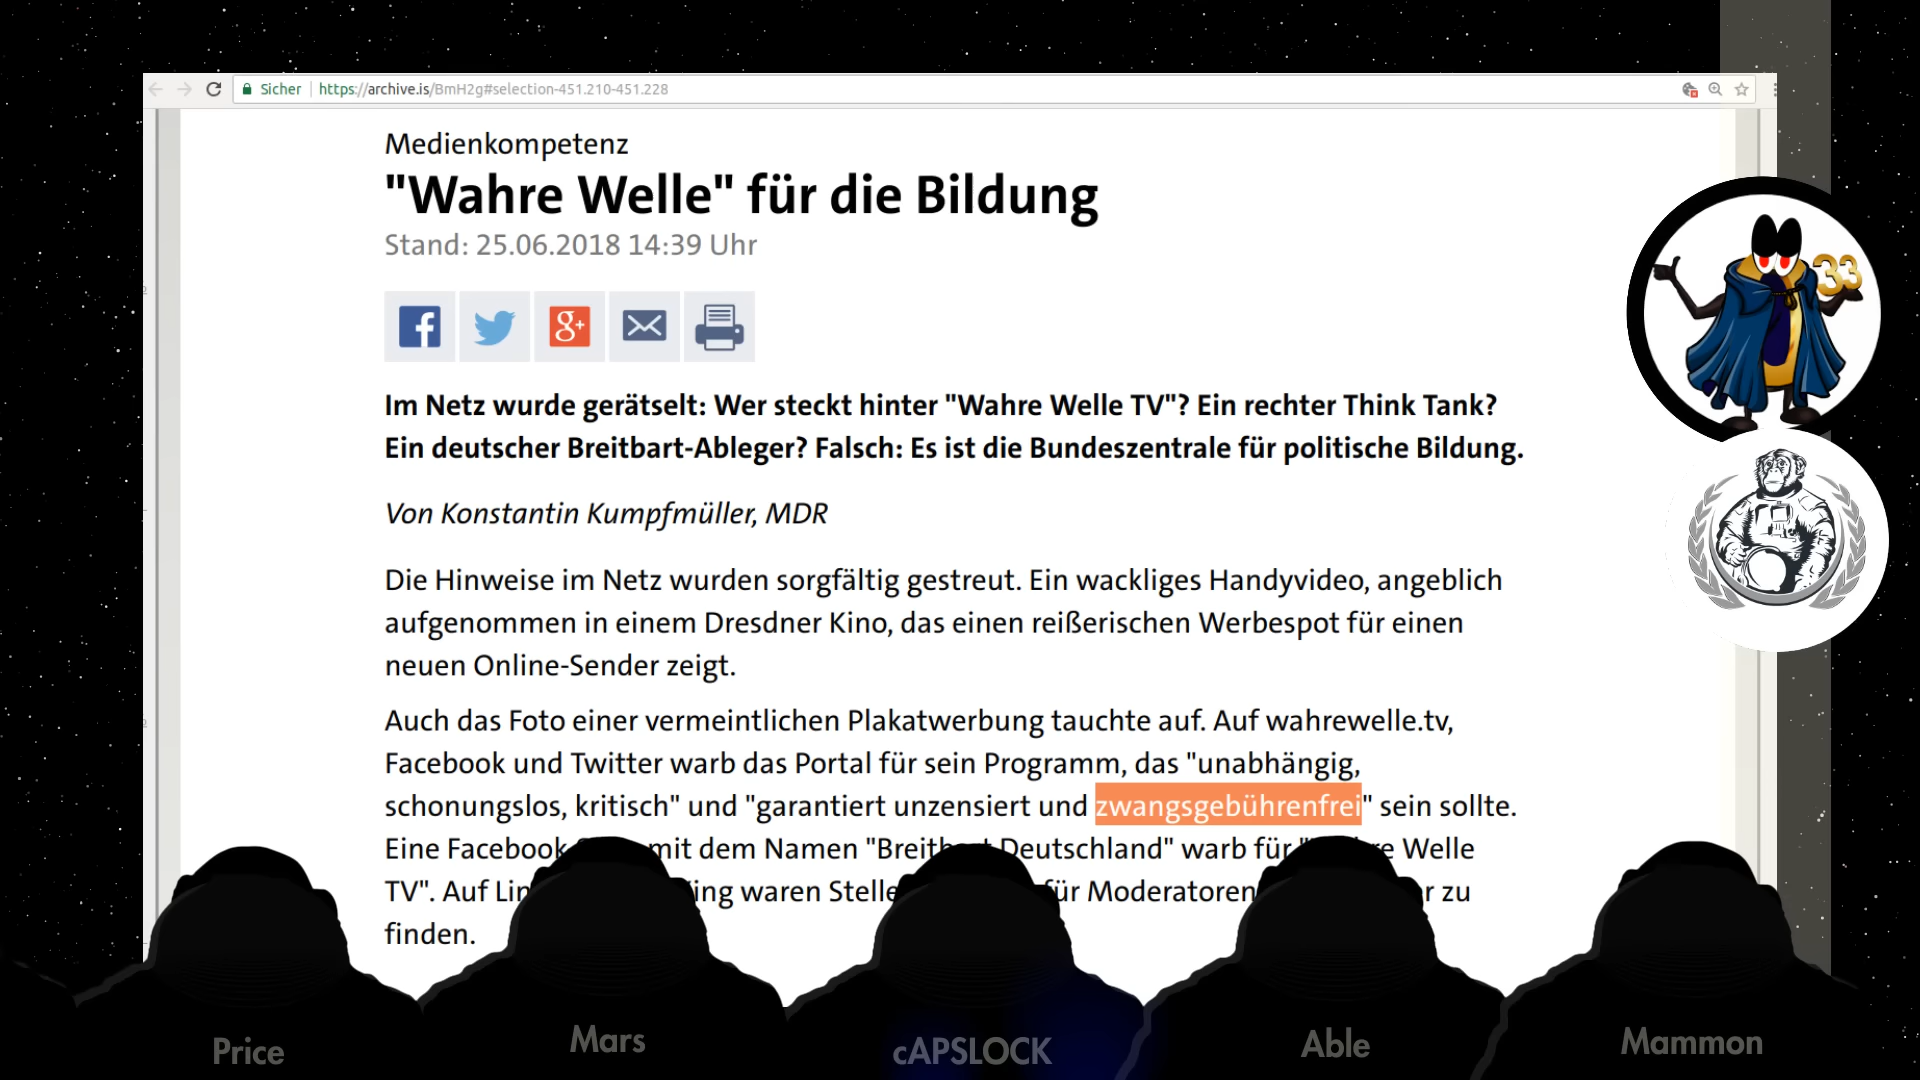 Sicher https://archive.is/BmH2g#selection-451.210-451.228
Medienkompetenz
"Wahre Welle" für die Bildung
Stand: 25.06.2018 14:39 Uhr
Im Netz wurde gerätselt: Wer steckt hinter "Wahre Welle TV"? Ein rechter Think Tank?
Ein deutscher Breitbart-Ableger? Falsch: Es ist die Bundeszentrale für politische Bildung.
Von Konstantin Kumpfmüller, MDR
Die Hinweise im Netz wurden sorgfältig gestreut. Ein wackliges Handyvideo, angeblich
aufgenommen in einem Dresdner Kino, das einen reißerischen Werbespot für einen
neuen Online-Sender zeigt.
Auch das Foto einer vermeintlichen Plakatwerbung tauchte auf. Auf wahrewelle.tv,
Facebook und Twitter warb das Portal für sein Programm, das "unabhängig,
schonungslos, kritisch" und "garantiert unzensiert und zwangsgebührenfrei" sein sollte.
Eine Facebook mit dem Namen "Breitbart Deutschland" warb für Welle
TV". Auf waren für Moderatoren zu
finden.
33
Price
Mars
cAPSLOCK
Able
Mammon